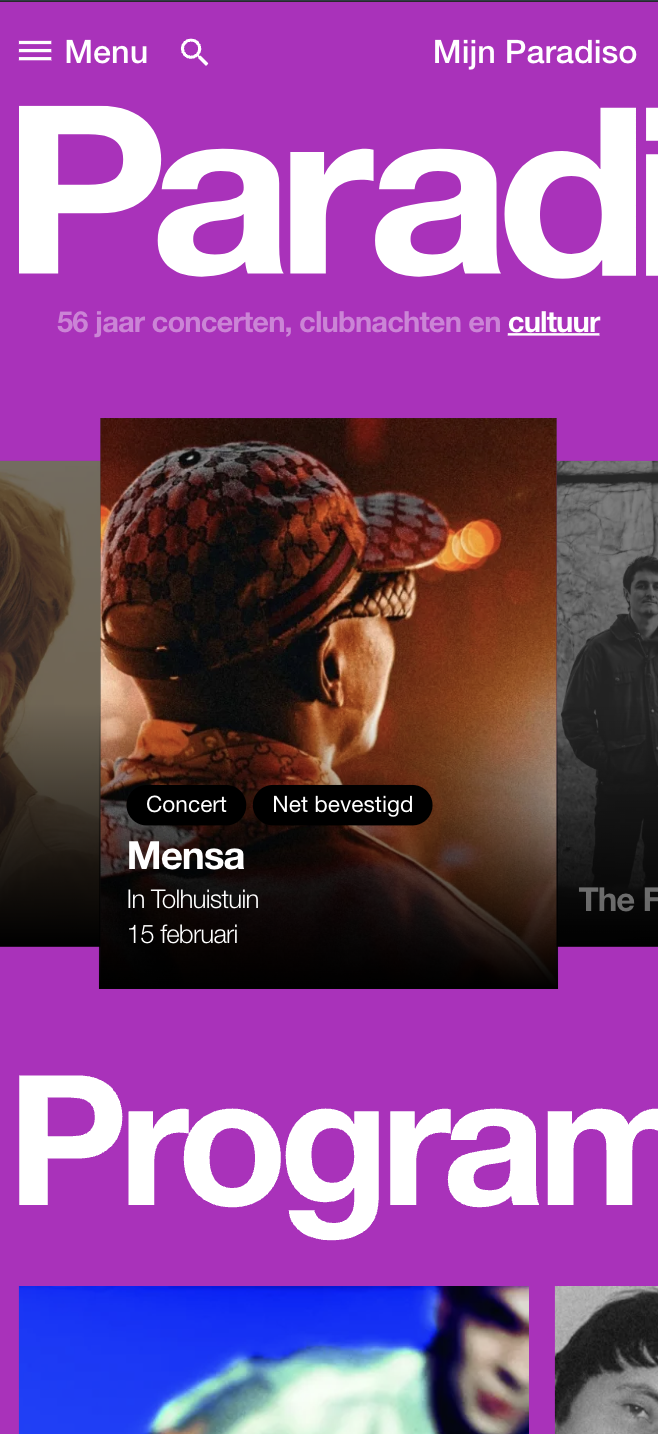 Menu
Mijn Paradiso
Paradi
56 jaar concerten, clubnachten en cultuur
Concert
Net bevestigd
Mensa
In Tolhuistuin
15 februari
The F
Program